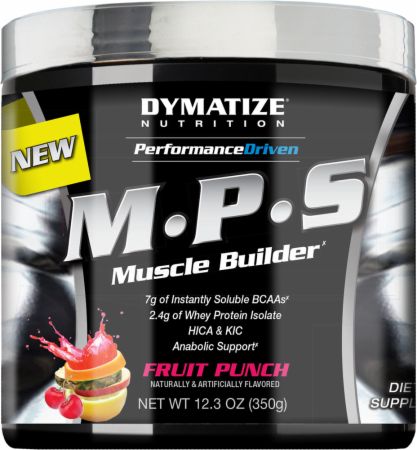 DYMATIZE®
NUTRITION
PerformanceDriven
NEW
M•P•S
Muscle Builder
7g of Instantly Soluble BCAAs
2.4g of Whey Protein Isolate
HICA & KIC
Anabolic Support
FRUIT PUNCH
NATURALLY & ARTIFICIALLY FLAVORED
NET WT 12.3 OZ (350g)
DIE
SUPPL